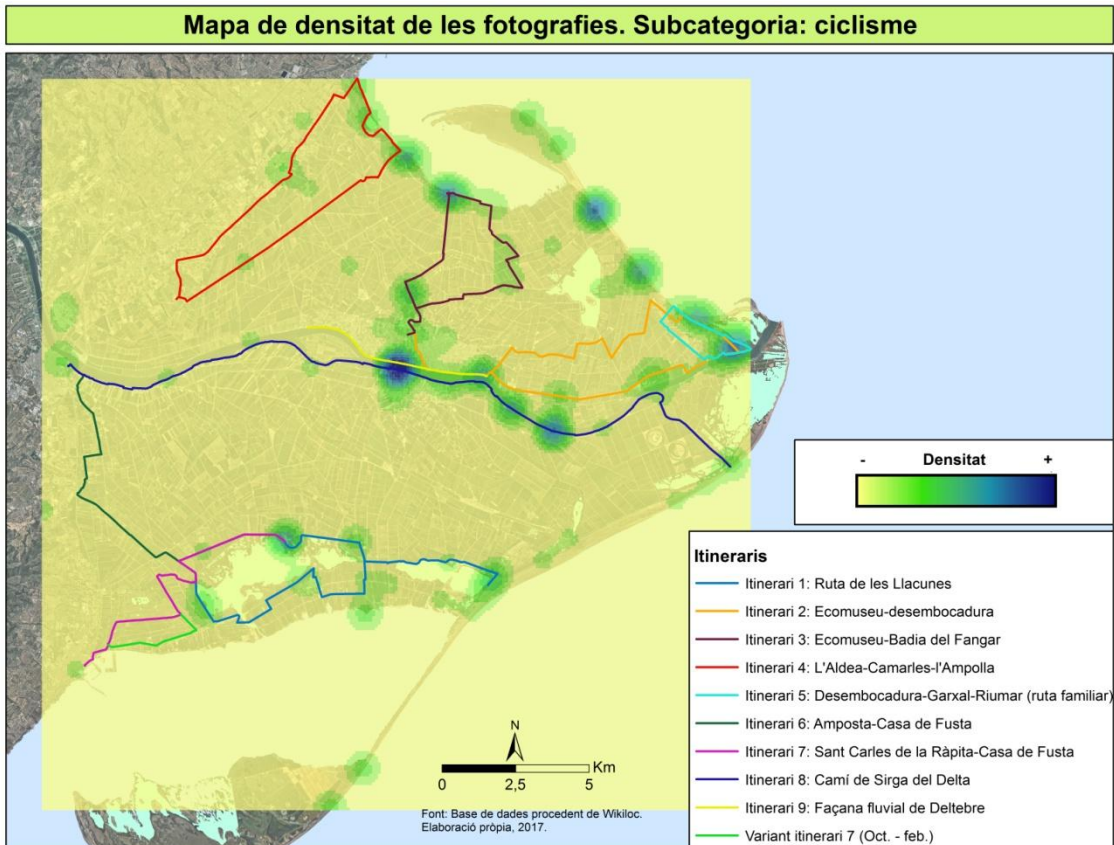 Mapa de densitat de les fotografies. Subcategoria: ciclisme
- Densitat +
Itineraris
Itinerari 1: Ruta de les Llacunes
Itinerari 2: Ecomuseu-desembocadura
Itinerari 3: Ecomuseu-Badia del Fangar
Itinerari 4: L'Aldea-Camarles-l'Ampolla
Itinerari 5: Desembocadura-Garxal-Riumar (ruta familiar)
Itinerari 6: Amposta-Casa de Fusta
Itinerari 7: Sant Carles de la Ràpita-Casa de Fusta
Itinerari 8: Camí de Sirga del Delta
Itinerari 9: Façana fluvial de Deltebre
Variant itinerari 7 (Oct. - feb.)
N
Km
0 2,5 5
Font: Base de dades procedent de Wikiloc.
Elaboració pròpia, 2017.